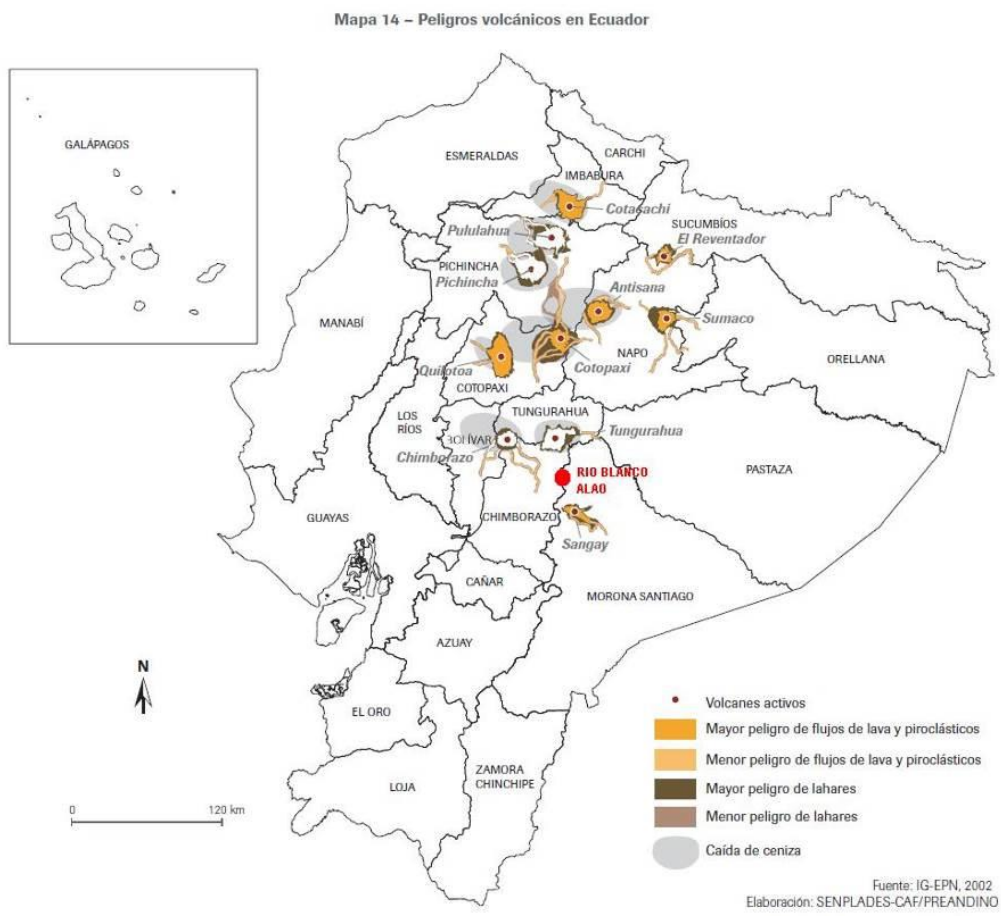 Mapa 14 – Peligros volcánicos en Ecuador
GALÁPAGOS
ESMERALDAS
CARCHI
IMBABURA
Cotacachi
SUCUMBÍOS
Pululahua
El Reventador
PICHINCHA
Pichincha
Antisana
MANABÍ
Sumaco
NAPO
ORELLANA
Quilotoa
Cotopaxi
COTOPAXI
LOS
RÍOS
TUNGURAHUA
Tungurahua
BOLÍVAR
Chimborazo
PASTAZA
RIO BLANCO
ALAO
GUAYAS
CHIMBORAZO
Sangay
CAÑAR
MORONA SANTIAGO
AZUAY
N
EL ORO
LOJA
ZAMORA
CHINCHIPE
0 120 km
Volcanes activos
Mayor peligro de flujos de lava y piroclásticos
Menor peligro de flujos de lava y piroclásticos
Mayor peligro de lahares
Menor peligro de lahares
Caída de ceniza
Fuente: IG-EPN, 2002
Elaboración: SENPLADES-CAF/PREANDINO